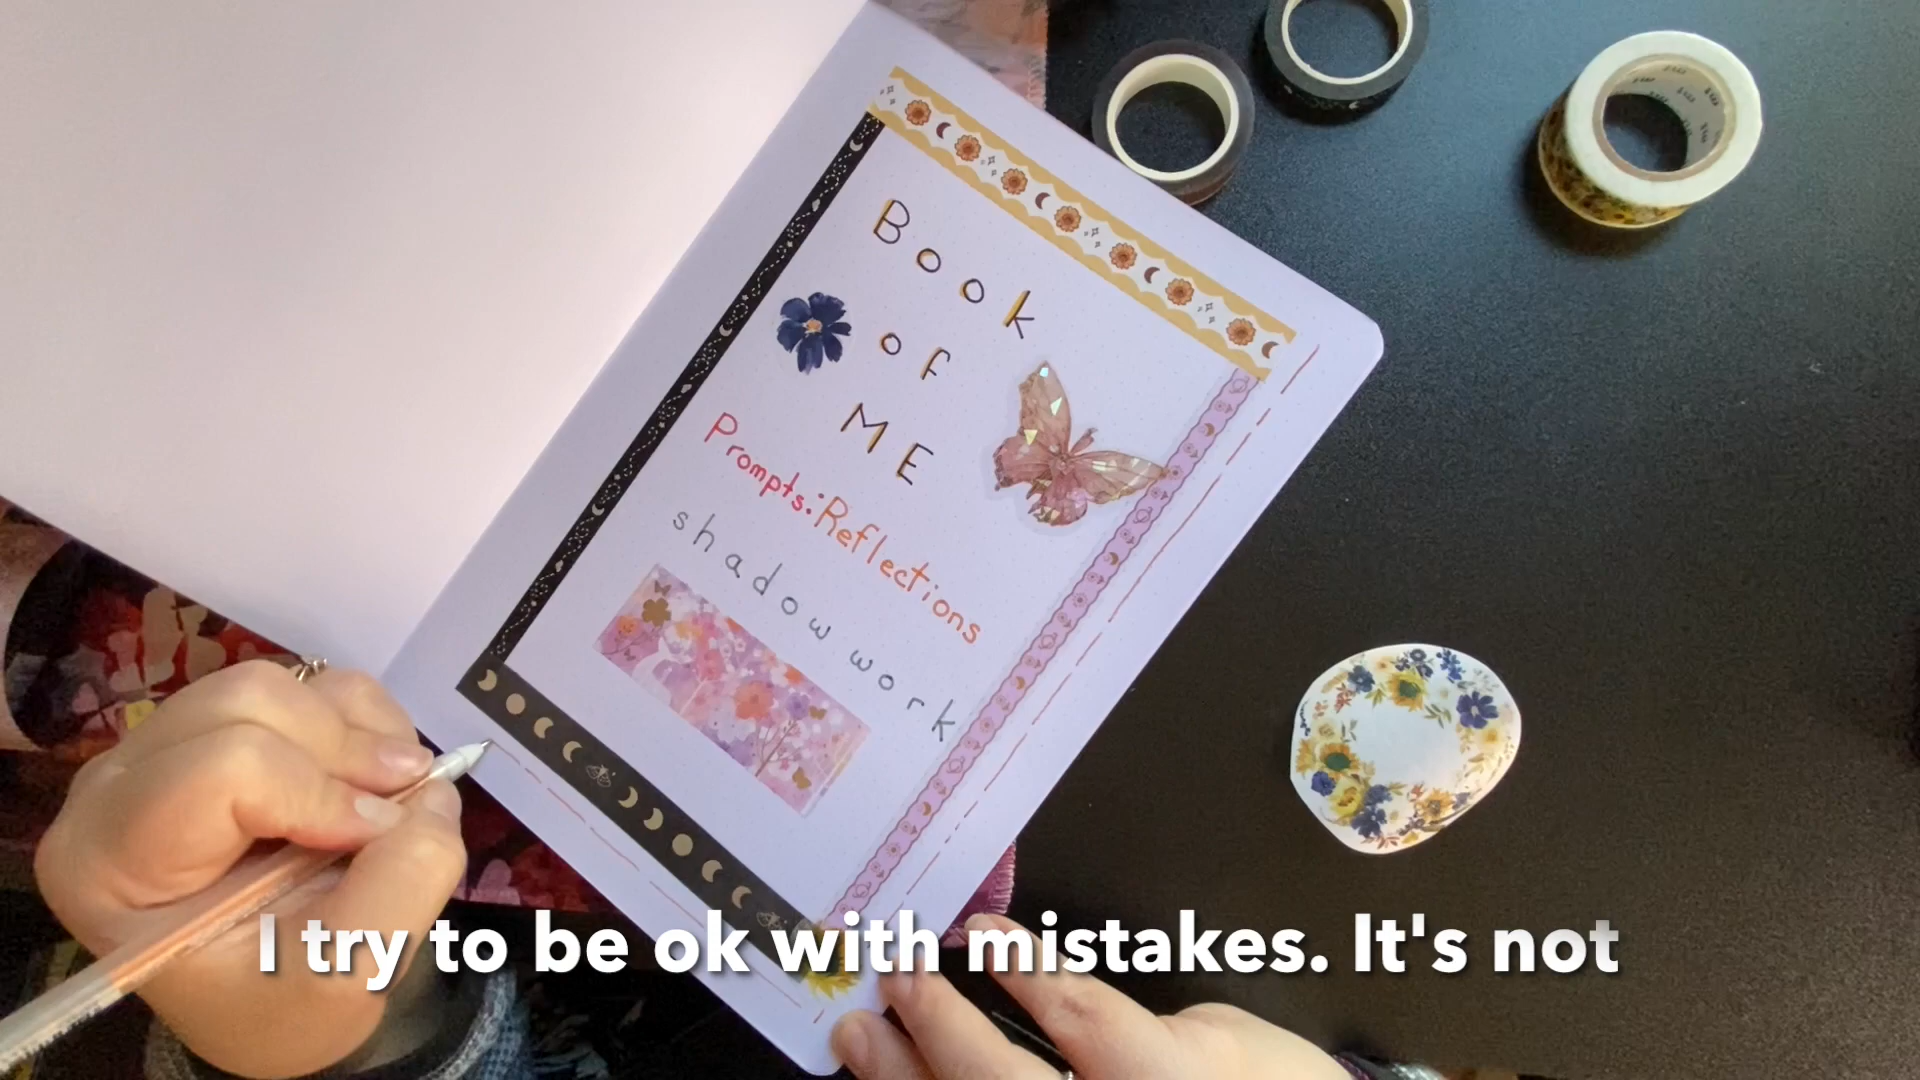 Book
of
ME
Prompts: Reflections
shadow work
I try to be ok with mistakes. It's not